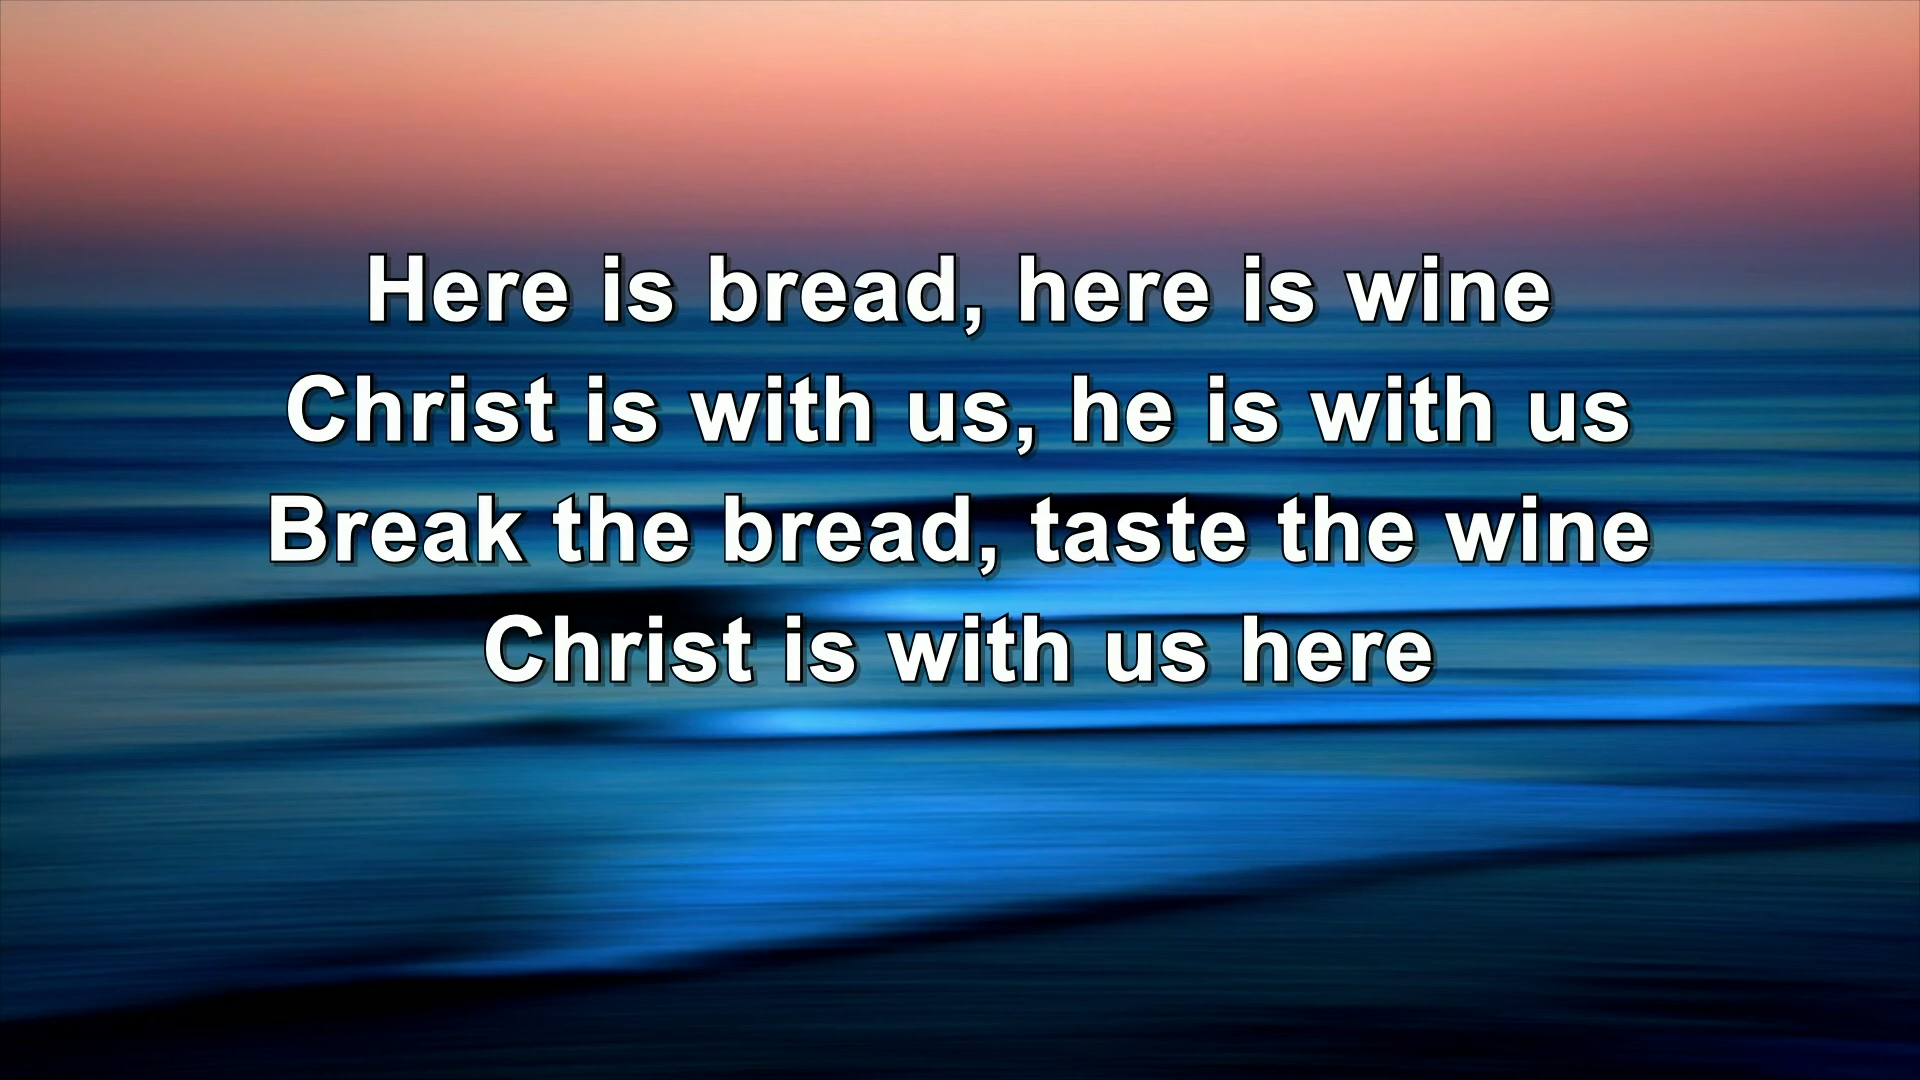 Here is bread, here is wine
Christ is with us, he is with us
Break the bread, taste the wine
Christ is with us here